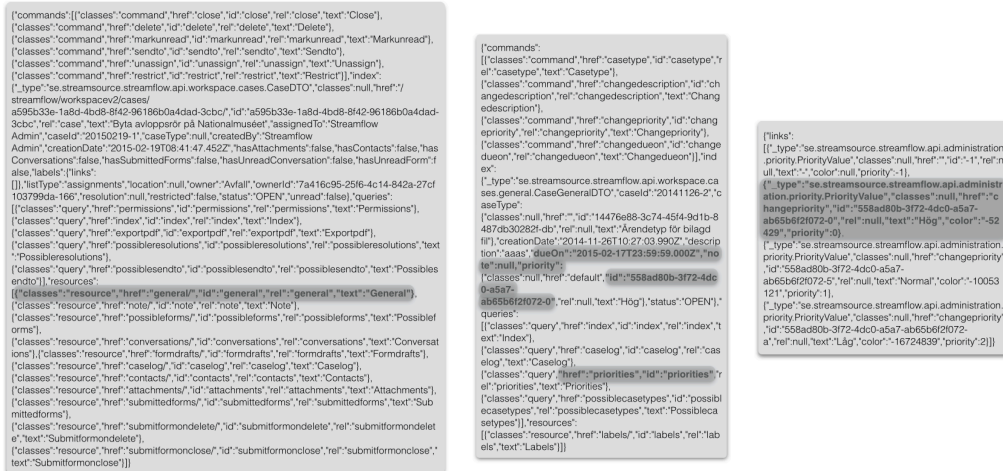 {"commands":[{"classes":"command","href":"close","id":"close","rel":"close","text":"Close"},
{"classes":"command","href":"delete","id":"delete","rel":"delete","text":"Delete"},
{"classes":"command","href":"markunread","id":"markunread","rel":"markunread","text":"Markunread"},
{"classes":"command","href":"sendto","id":"sendto","rel":"sendto","text":"Sendto"},
{"classes":"command","href":"unassign","id":"unassign","rel":"unassign","text":"Unassign"},
{"classes":"command","href":"restrict","id":"restrict","rel":"restrict","text":"Restrict"}],"index":
{"_type":"se.streamsource.streamflow.api.workspace.cases.CaseDTO","classes":null,"href":"/
streamflow/workspacev2/cases/
a595b33e-1a8d-4bd8-8f42-96186b0a4dad-3cbc/","id":"a595b33e-1a8d-4bd8-8f42-96186b0a4dad-
3cbc","rel":"case","text":"Byta avloppsrör på Nationalmuséet","assignedTo":"Streamflow
Admin","caseId":"20150219-1","caseType":null,"createdBy":"Streamflow
Admin","creationDate":"2015-02-19T08:41:47.452Z","hasAttachments":false,"hasContacts":false,"has
Conversations":false,"hasSubmittedForms":false,"hasUnreadConversation":false,"hasUnreadForm":f
alse,"labels":{"links":
[]},"listType":"assignments","location":null,"owner":"Avfall","ownerId":"7a416c95-25f6-4c14-842a-27cf
103799da-166","resolution":null,"restricted":false,"status":"OPEN","unread":false},"queries":
[{"classes":"query","href":"permissions","id":"permissions","rel":"permissions","text":"Permissions"},
{"classes":"query","href":"index","id":"index","rel":"index","text":"Index"},
{"classes":"query","href":"exportpdf","id":"exportpdf","rel":"exportpdf","text":"Exportpdf"},
{"classes":"query","href":"possibleresolutions","id":"possibleresolutions","rel":"possibleresolutions","text
":"Possibleresolutions"},
{"classes":"query","href":"possiblesendto","id":"possiblesendto","rel":"possiblesendto","text":"Possibles
endto"}],"resources":
[{"classes":"resource","href":"general/","id":"general","rel":"general","text":"General"},
{"classes":"resource","href":"note/","id":"note","rel":"note","text":"Note"},
{"classes":"resource","href":"possibleforms/","id":"possibleforms","rel":"possibleforms","text":"Possiblef
orms"},
{"classes":"resource","href":"conversations/","id":"conversations","rel":"conversations","text":"Conversat
ions"},{"classes":"resource","href":"formdrafts/","id":"formdrafts","rel":"formdrafts","text":"Formdrafts"},
{"classes":"resource","href":"caselog/","id":"caselog","rel":"caselog","text":"Caselog"},
{"classes":"resource","href":"contacts/","id":"contacts","rel":"contacts","text":"Contacts"},
{"classes":"resource","href":"attachments/","id":"attachments","rel":"attachments","text":"Attachments"},
{"classes":"resource","href":"submittedforms/","id":"submittedforms","rel":"submittedforms","text":"Sub
mittedforms"},
{"classes":"resource","href":"submitformondelete/","id":"submitformondelete","rel":"submitformondelet
e","text":"Submitformondelete"},
{"classes":"resource","href":"submitformonclose/","id":"submitformonclose","rel":"submitformonclose","
text":"Submitformonclose"}]}
{"commands":
[{"classes":"command","href":"casetype","id":"casetype","r
el":"casetype","text":"Casetype"},
{"classes":"command","href":"changedescription","id":"ch
angedescription","rel":"changedescription","text":"Chang
edescription"},
{"classes":"command","href":"changepriority","id":"chang
epriority","rel":"changepriority","text":"Changepriority"},
{"classes":"command","href":"changedueon","id":"change
dueon","rel":"changedueon","text":"Changedueon"}],"ind
ex":
{"_type":"se.streamsource.streamflow.api.workspace.ca
ses.general.CaseGeneralDTO","caseId":"20141126-2","c
aseType":
{"classes":null,"href":"","id":"14476e88-3c74-45f4-9d1b-8
487db30282f-db","rel":null,"text":"Ärendetyp för bilagd
fil"},"creationDate":"2014-11-26T10:27:03.990Z","descrip
tion":"aaas","dueOn":"2015-02-17T23:59:59.000Z","no
te":null,"priority":
{"classes":null,"href":"default","id":"558ad80b-3f72-4dc
0-a5a7-
ab65b6f2f072-0","rel":null,"text":"Hög"},"status":"OPEN"},"
queries":
[{"classes":"query","href":"index","id":"index","rel":"index","t
ext":"Index"},
{"classes":"query","href":"caselog","id":"caselog","rel":"cas
elog","text":"Caselog"},
{"classes":"query","href":"priorities","id":"priorities","r
el":"priorities","text":"Priorities"},
{"classes":"query","href":"possiblecasetypes","id":"possibl
ecasetypes","rel":"possiblecasetypes","text":"Possibleca
setypes"}],"resources":
[{"classes":"resource","href":"labels/","id":"labels","rel":"lab
els","text":"Labels"}]}
{"links":
[{"_type":"se.streamsource.streamflow.api.administration
.priority.PriorityValue","classes":null,"href":"","id":"-1","rel":n
ull,"text":"-","color":null,"priority":-1},
{"_type":"se.streamsource.streamflow.api.administr
ation.priority.PriorityValue","classes":null,"href":"c
hangepriority","id":"558ad80b-3f72-4dc0-a5a7-
ab65b6f2f072-0","rel":null,"text":"Hög","color":"-52
429","priority":0},
{"_type":"se.streamsource.streamflow.api.administration.
priority.PriorityValue","classes":null,"href":"changepriority"
,"id":"558ad80b-3f72-4dc0-a5a7-
ab65b6f2f072-5","rel":null,"text":"Normal","color":"-10053
121","priority":1},
{"_type":"se.streamsource.streamflow.api.administration.
priority.PriorityValue","classes":null,"href":"changepriority"
,"id":"558ad80b-3f72-4dc0-a5a7-ab65b6f2f072-
a","rel":null,"text":"Låg","color":"-16724839","priority":2}]}